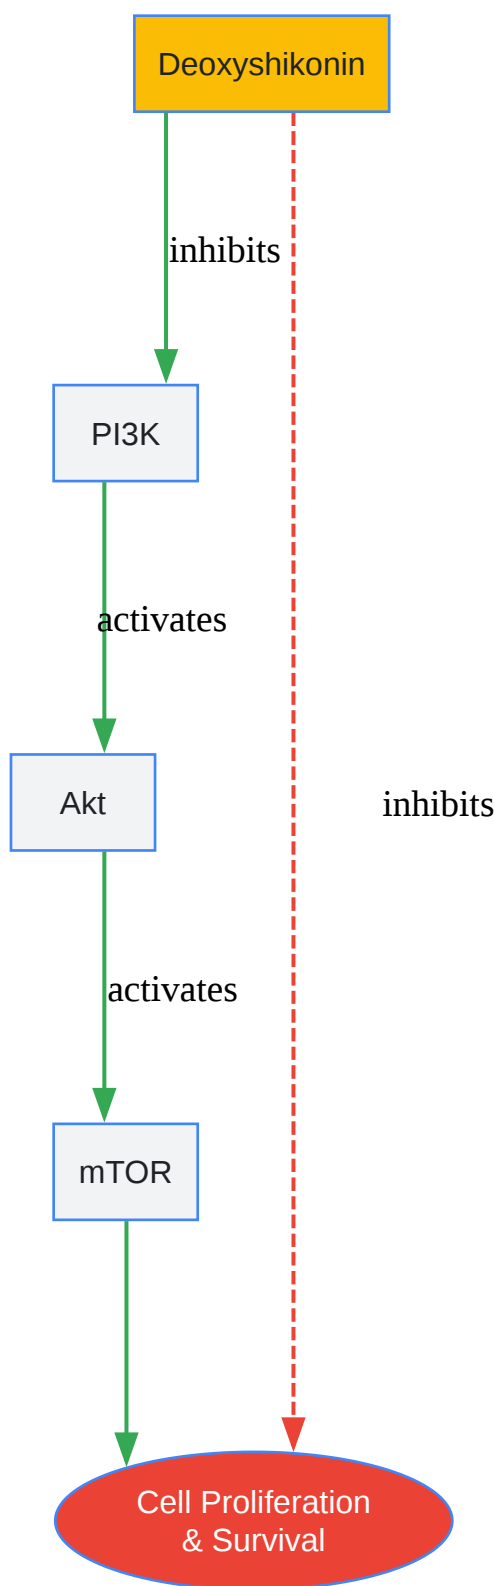 Deoxyshikonin
inhibits
PI3K
activates
Akt
inhibits
activates
mTOR
Cell Proliferation
& Survival